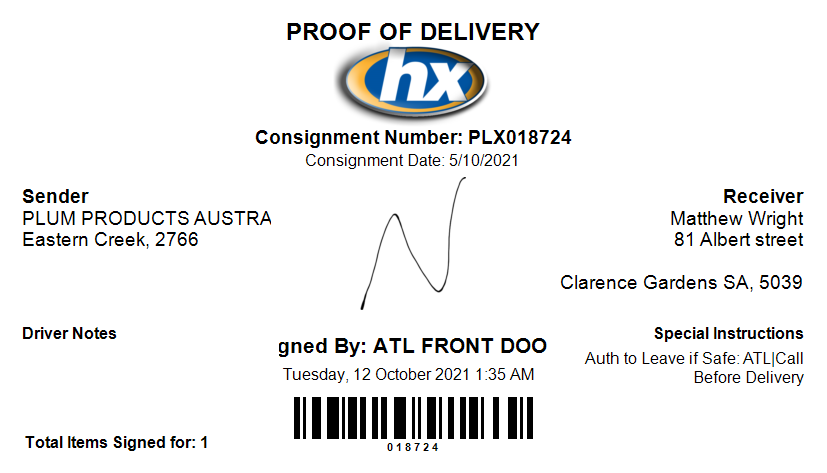 PROOF OF DELIVERY
hx
Consignment Number: PLX018724
Consignment Date: 5/10/2021
Sender
PLUM PRODUCTS AUSTRA
Eastern Creek, 2766
Receiver
Matthew Wright
81 Albert street
Clarence Gardens SA, 5039
Driver Notes
gned By: ATL FRONT DOO
Tuesday, 12 October 2021 1:35 AM
Special Instructions
Auth to Leave if Safe: ATL|Call
Before Delivery
018724
Total Items Signed for: 1